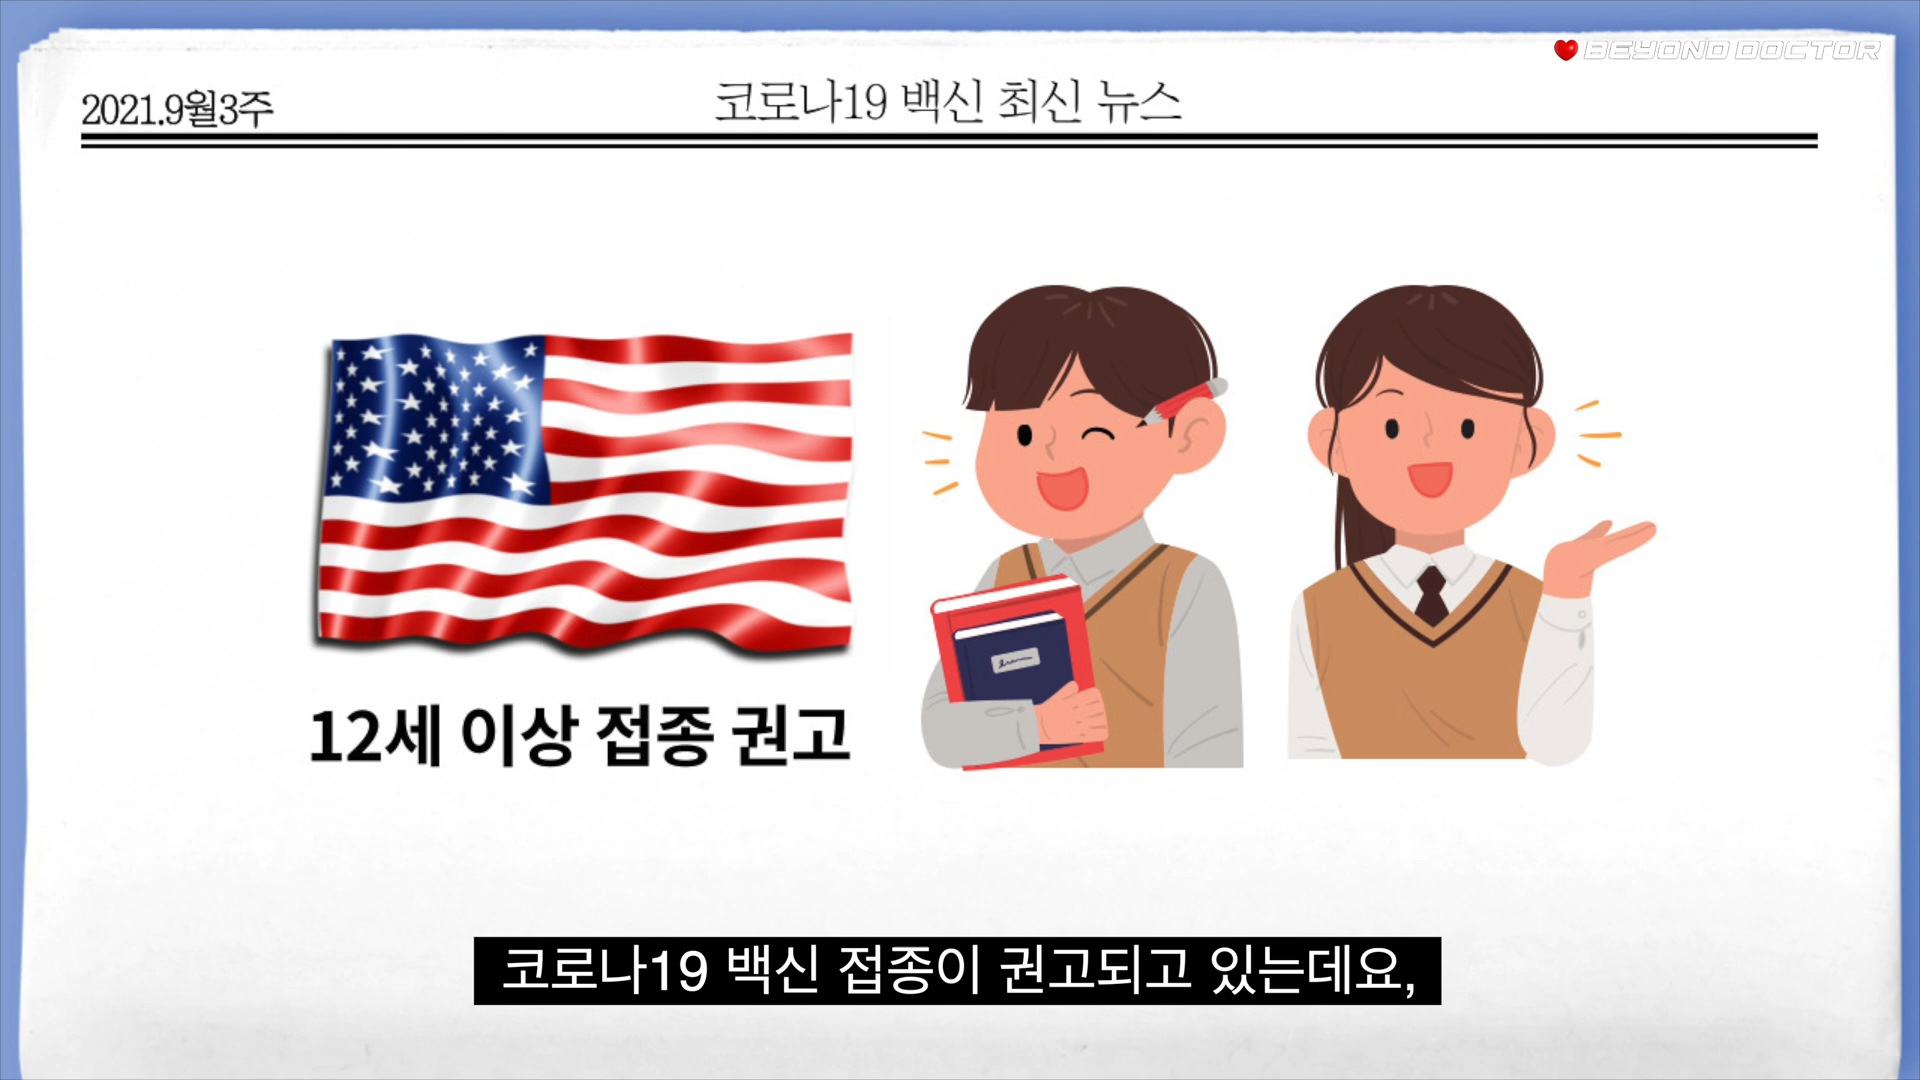 BEYOND DOCTOR
2021.9월3주
코로나19 백신 최신 뉴스
12세 이상 접종 권고
코로나19 백신 접종이 권고되고 있는데요,